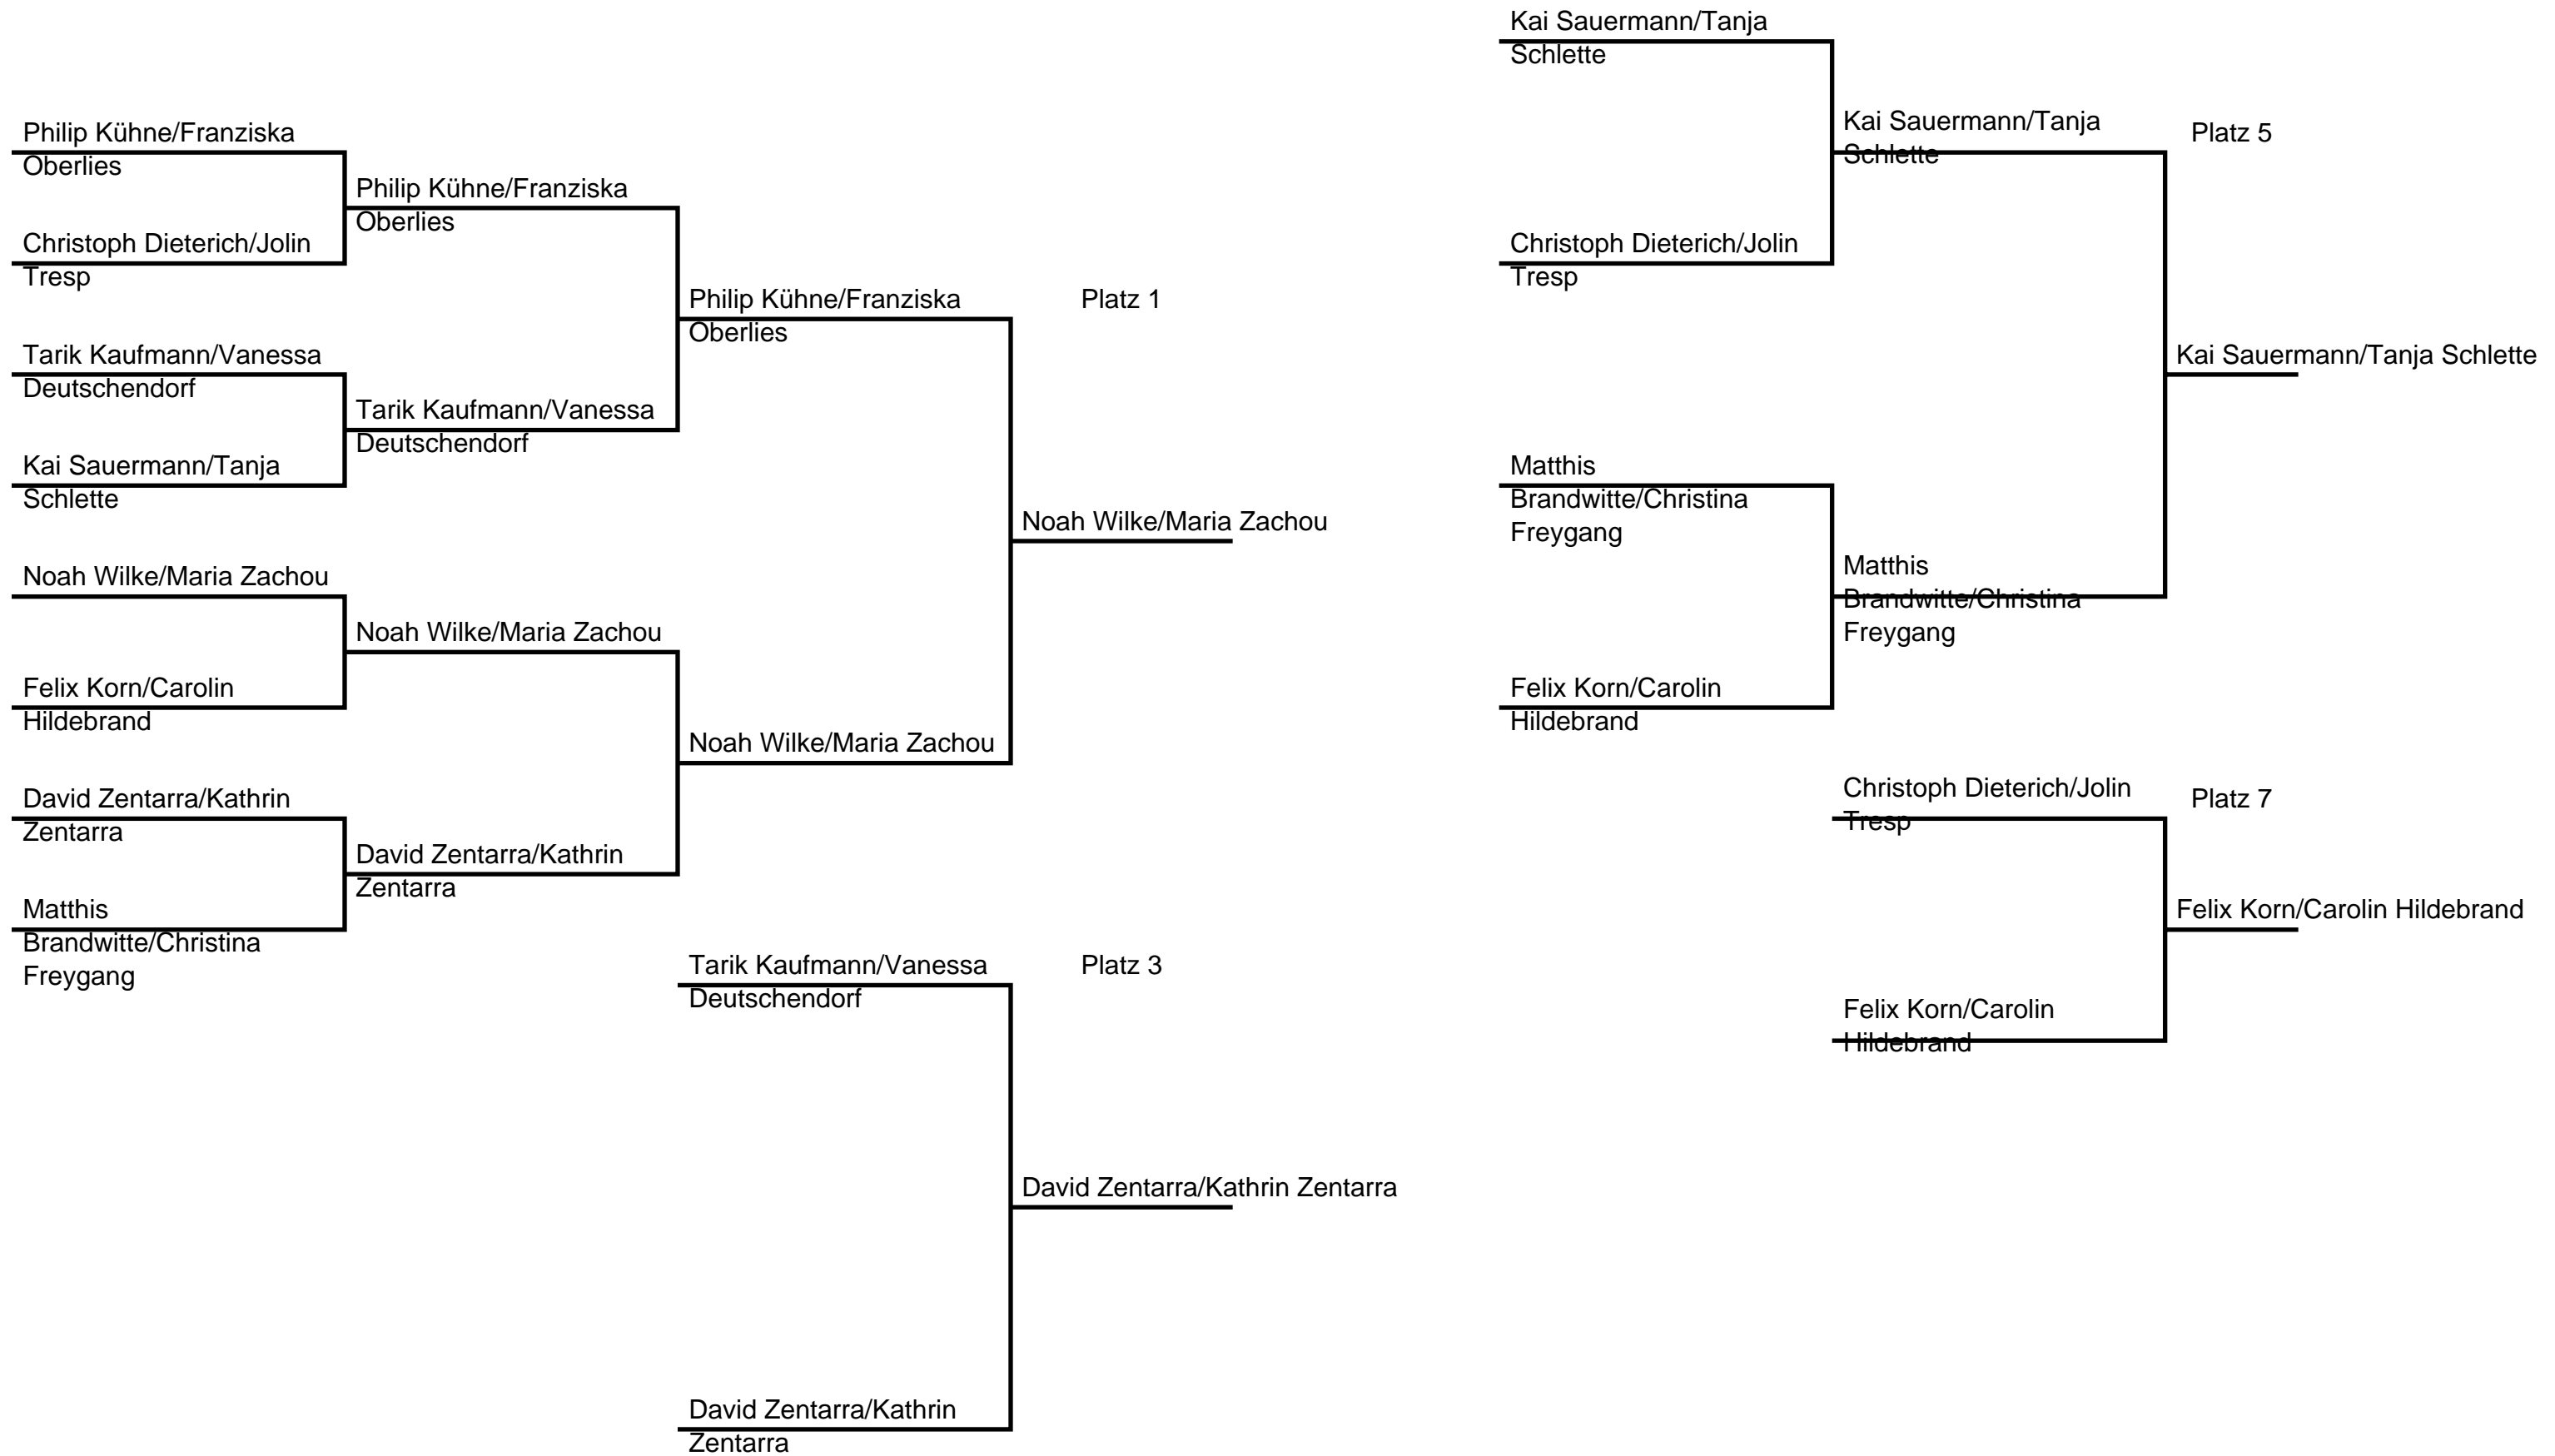 Philip Kühne/Franziska
Oberlies
Christoph Dieterich/Jolin
Tresp
Tarik Kaufmann/Vanessa
Deutschendorf
Kai Sauermann/Tanja
Schlette
Noah Wilke/Maria Zachou
Felix Korn/Carolin
Hildebrand
David Zentarra/Kathrin
Zentarra
Matthis
Brandwitte/Christina
Freygang
Philip Kühne/Franziska
Oberlies
Tarik Kaufmann/Vanessa
Deutschendorf
Noah Wilke/Maria Zachou
David Zentarra/Kathrin
Zentarra
Philip Kühne/Franziska
Oberlies
Noah Wilke/Maria Zachou
Platz 1
Noah Wilke/Maria Zachou
Tarik Kaufmann/Vanessa
Deutschendorf
David Zentarra/Kathrin
Zentarra
Platz 3
David Zentarra/Kathrin Zentarra
Kai Sauermann/Tanja
Schlette
Christoph Dieterich/Jolin
Tresp
Matthis
Brandwitte/Christina
Freygang
Felix Korn/Carolin
Hildebrand
Kai Sauermann/Tanja
Schlette
Matthis
Brandwitte/Christina
Freygang
Platz 5
Kai Sauermann/Tanja Schlette
Christoph Dieterich/Jolin
Tresp
Felix Korn/Carolin
Hildebrand
Platz 7
Felix Korn/Carolin Hildebrand